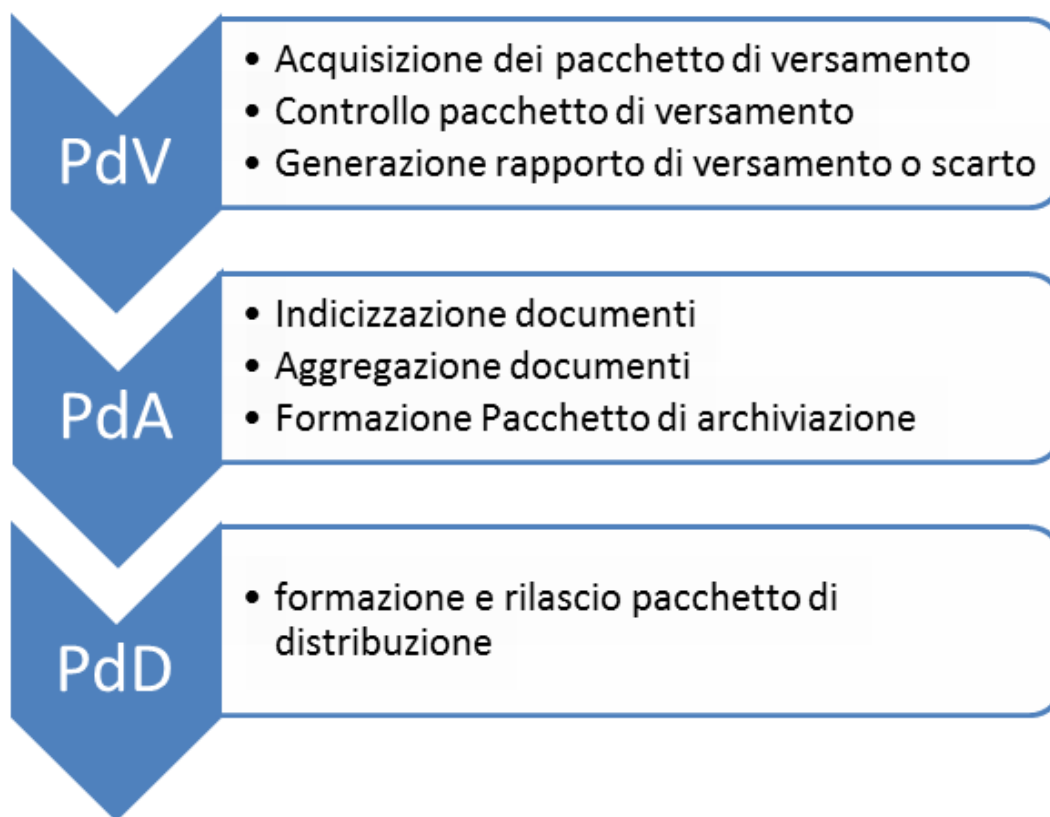 PdV
• Acquisizione dei pacchetto di versamento
• Controllo pacchetto di versamento
• Generazione rapporto di versamento o scarto
PdA
• Indicizzazione documenti
• Aggregazione documenti
• Formazione Pacchetto di archiviazione
PdD
• formazione e rilascio pacchetto di
distribuzione